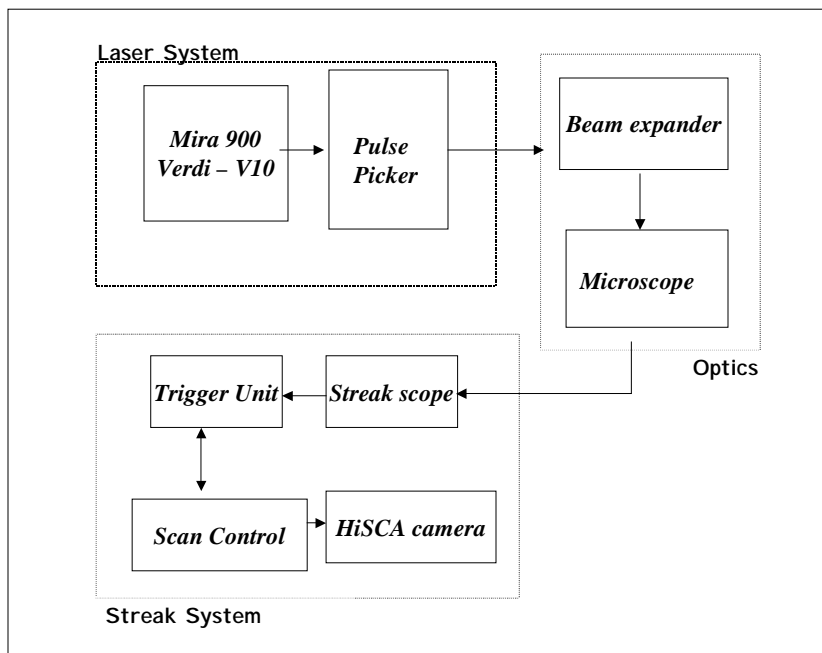 Laser System
Mira 900
Verdi – V10
Pulse
Picker
Beam expander
Microscope
Optics
Trigger Unit
Streak scope
Scan Control
HiSCA camera
Streak System